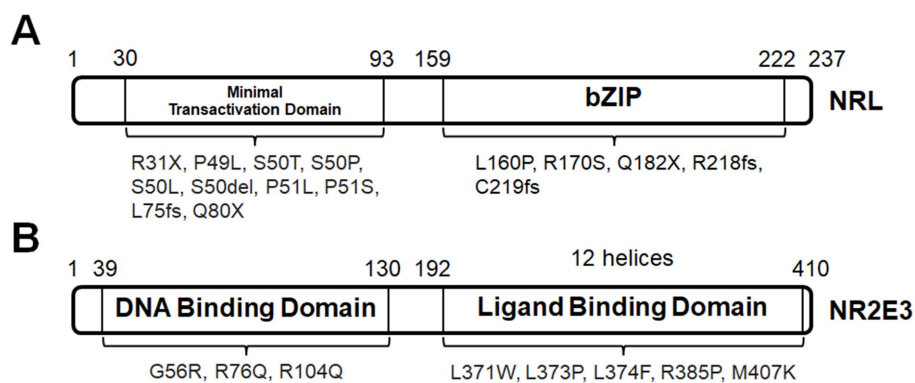 A
1 30 93 159 222 237
Minimal
Transactivation Domain
bZIP
NRL
R31X, P49L, S50T, S50P,
S50L, S50del, P51L, P51S,
L75fs, Q80X
L160P, R170S, Q182X, R218fs,
C219fs
B
12 helices
1 39 130 192 410
DNA Binding Domain
Ligand Binding Domain
NR2E3
G56R, R76Q, R104Q
L371W, L373P, L374F, R385P, M407K